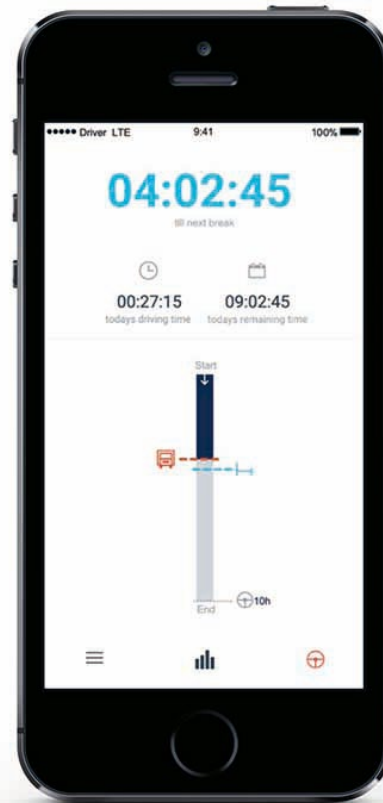 Driver LTE 9:41 100%
04:02:45
till next break
00:27:15 09:02:45
todays driving time todays remaining time
Start
10h
End